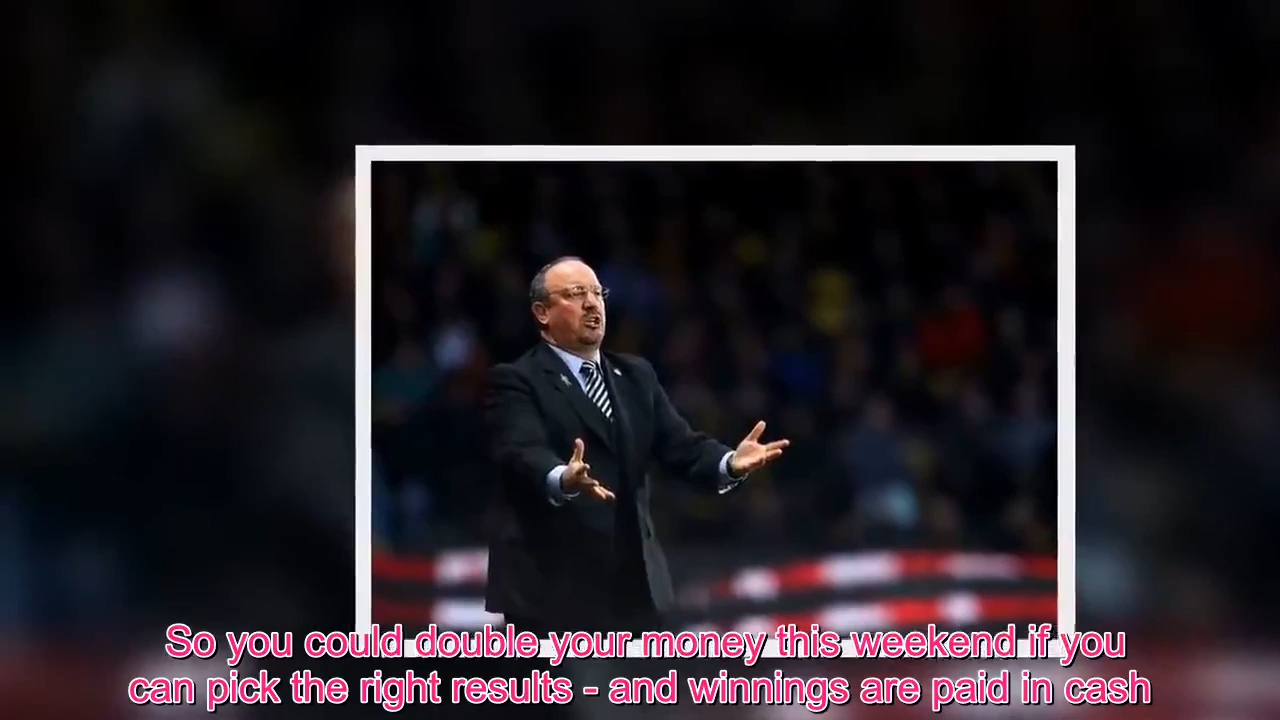 So you could double your money this weekend if you
can pick the right results - and winnings are paid in cash